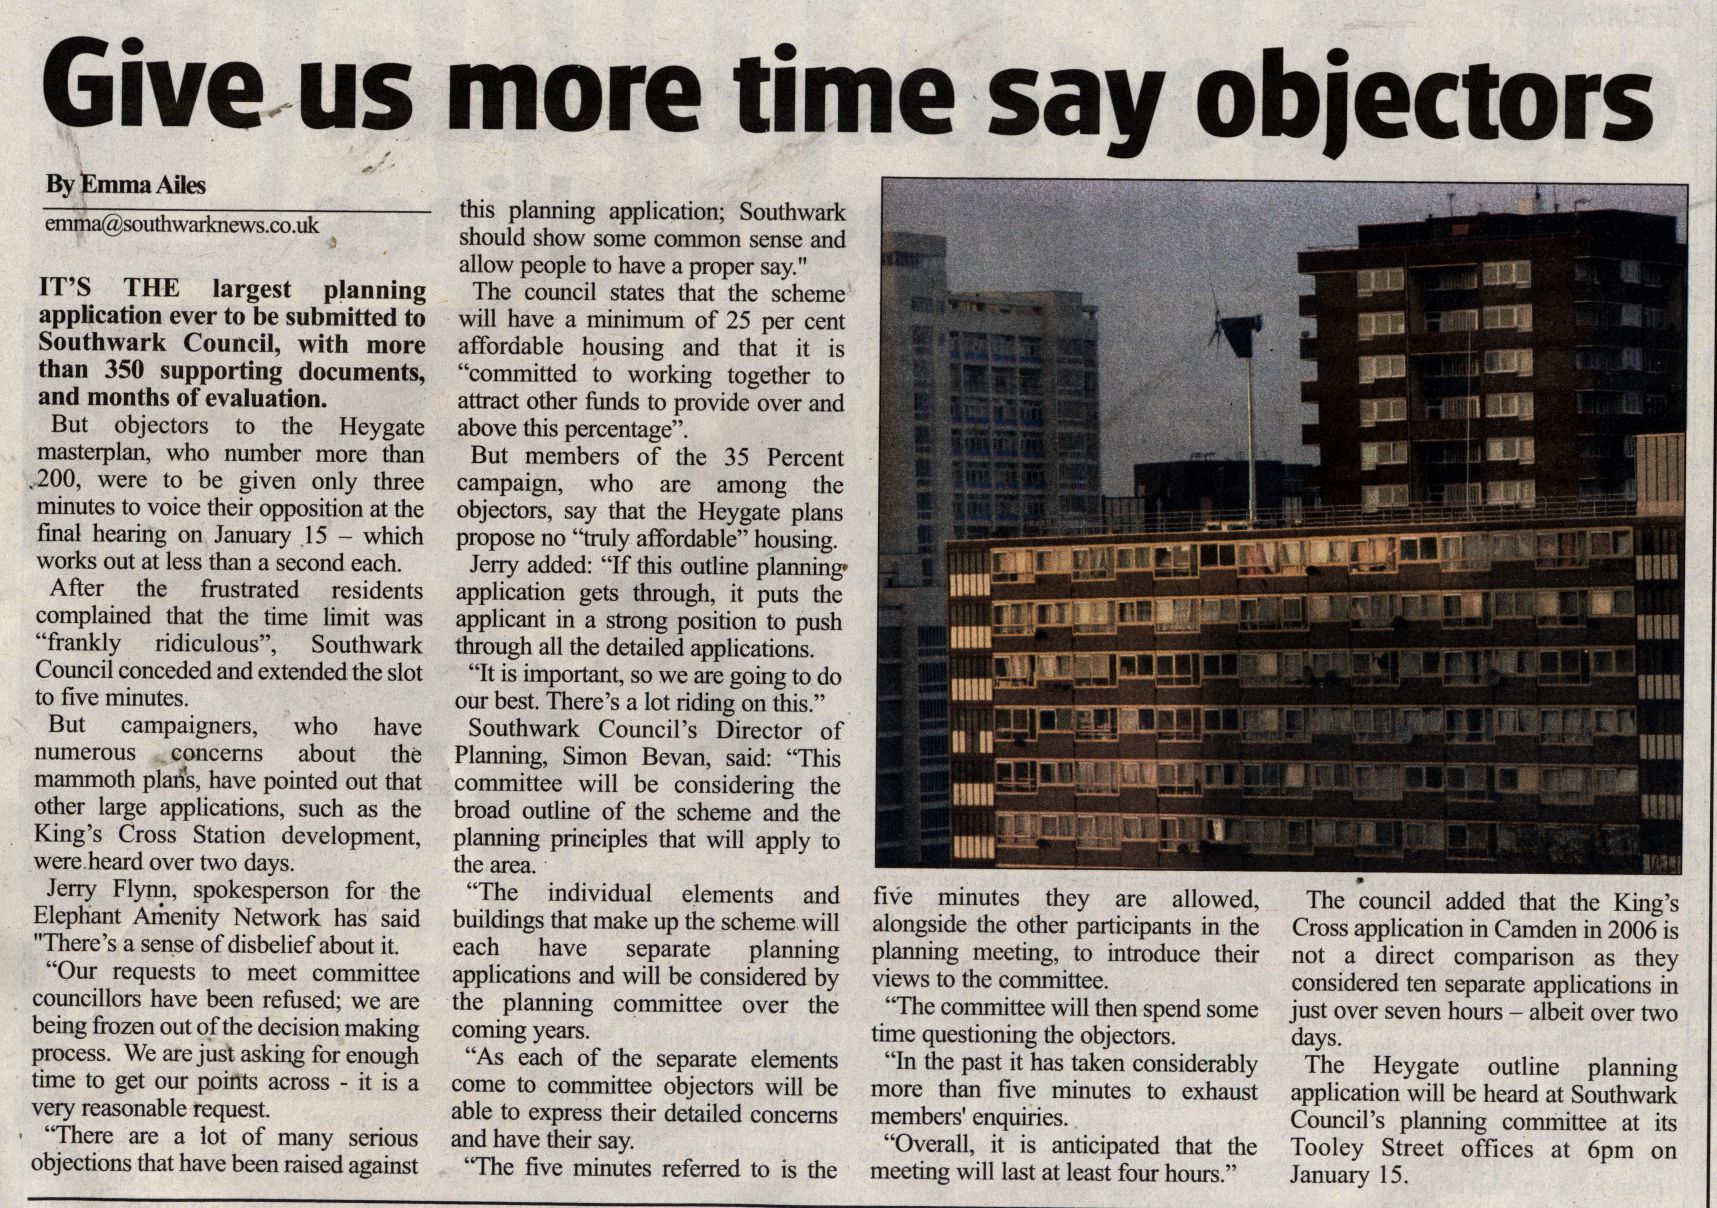 Give us more time say objectors
By Emma Ailes
emma@southwarknews.co.uk
IT'S THE largest planning
application ever to be submitted to
Southwark Council, with more
than 350 supporting documents,
and months of evaluation.
But objectors to the Heygate
masterplan, who number more than
200, were to be given only three
minutes to voice their opposition at the
final hearing on January 15 – which
works out at less than a second each.
After the frustrated residents
complained that the time limit was
“frankly ridiculous”, Southwark
Council conceded and extended the slot
to five minutes.
But campaigners, who have
numerous concerns about the
mammoth plans, have pointed out that
other large applications, such as the
King's Cross Station development,
were heard over two days.
Jerry Flynn, spokesperson for the
Elephant Amenity Network has said
"There's a sense of disbelief about it.
“Our requests to meet committee
councillors have been refused; we are
being frozen out of the decision making
process. We are just asking for enough
time to get our points across - it is a
very reasonable request.
“There are a lot of many serious
objections that have been raised against
this planning application; Southwark
should show some common sense and
allow people to have a proper say."
The council states that the scheme
will have a minimum of 25 per cent
affordable housing and that it is
“committed to working together to
attract other funds to provide over and
above this percentage”.
But members of the 35 Percent
campaign, who are among the
objectors, say that the Heygate plans
propose no “truly affordable” housing.
Jerry added: “If this outline planning
application gets through, it puts the
applicant in a strong position to push
through all the detailed applications.
“It is important, so we are going to do
our best. There's a lot riding on this.”
Southwark Council's Director of
Planning, Simon Bevan, said: “This
committee will be considering the
broad outline of the scheme and the
planning principles that will apply to
the area.
“The individual elements and
buildings that make up the scheme will
each have separate planning
applications and will be considered by
the planning committee over the
coming years.
“As each of the separate elements
come to committee objectors will be
able to express their detailed concerns
and have their say.
“The five minutes referred to is the
five minutes they are allowed,
alongside the other participants in the
planning meeting, to introduce their
views to the committee.
“The committee will then spend some
time questioning the objectors.
“In the past it has taken considerably
more than five minutes to exhaust
members' enquiries.
“Overall, it is anticipated that the
meeting will last at least four hours.”
The council added that the King's
Cross application in Camden in 2006 is
not a direct comparison as they
considered ten separate applications in
just over seven hours – albeit over two
days.
The Heygate outline planning
application will be heard at Southwark
Council's planning committee at its
Tooley Street offices at 6pm on
January 15.